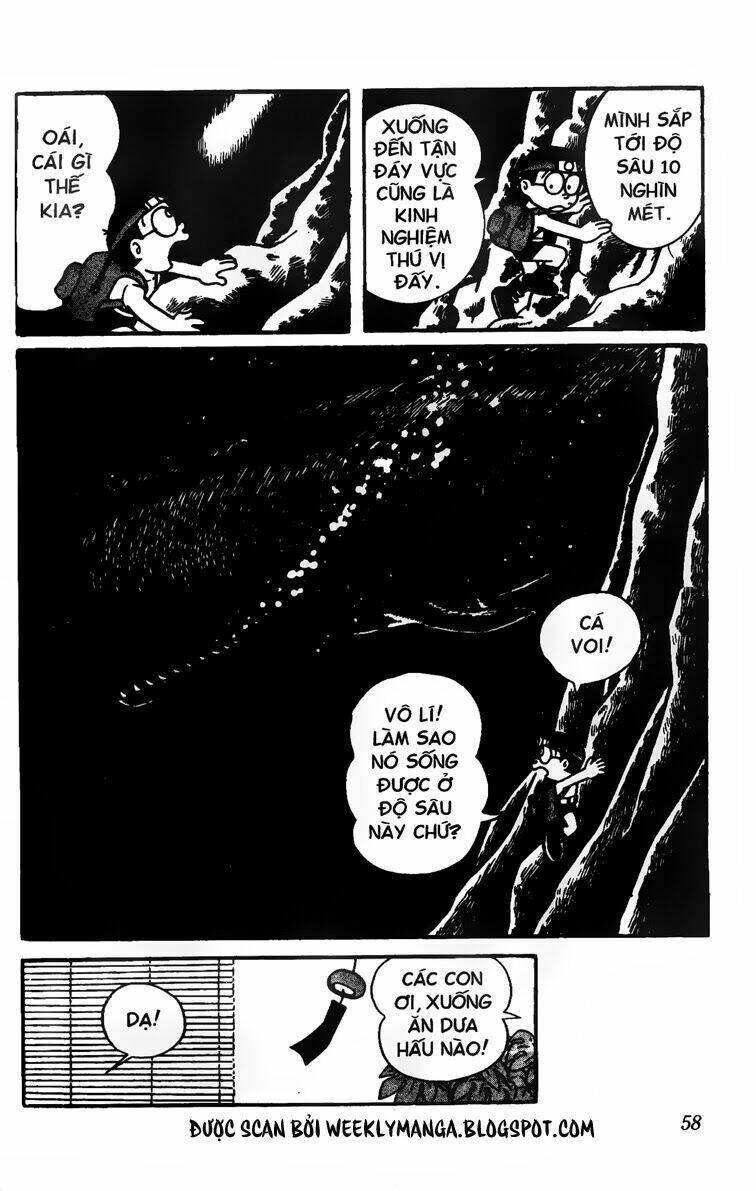 MÌNH SẮP
TỚI ĐỘ
SÂU 10
NGHÌN
MÉT.
XUỐNG
ĐẾN TẬN
ĐÁY VỰC
CŨNG LÀ
KINH
NGHIỆM
THÚ VỊ
ĐẤY.
OÁI,
CÁI GÌ
THẾ
KIA?
CÁ
VOI!
VÔ LÍ!
LÀM SAO
NÓ SỐNG
ĐƯỢC Ở
ĐỘ SÂU
NÀY CHỨ?
CÁC CON
ƠI, XUỐNG
ĂN DƯA
HẤU NÀO!
DẠ!
ĐƯỢC SCAN BỞI WEEKLYMANGA.BLOGSPOT.COM
58